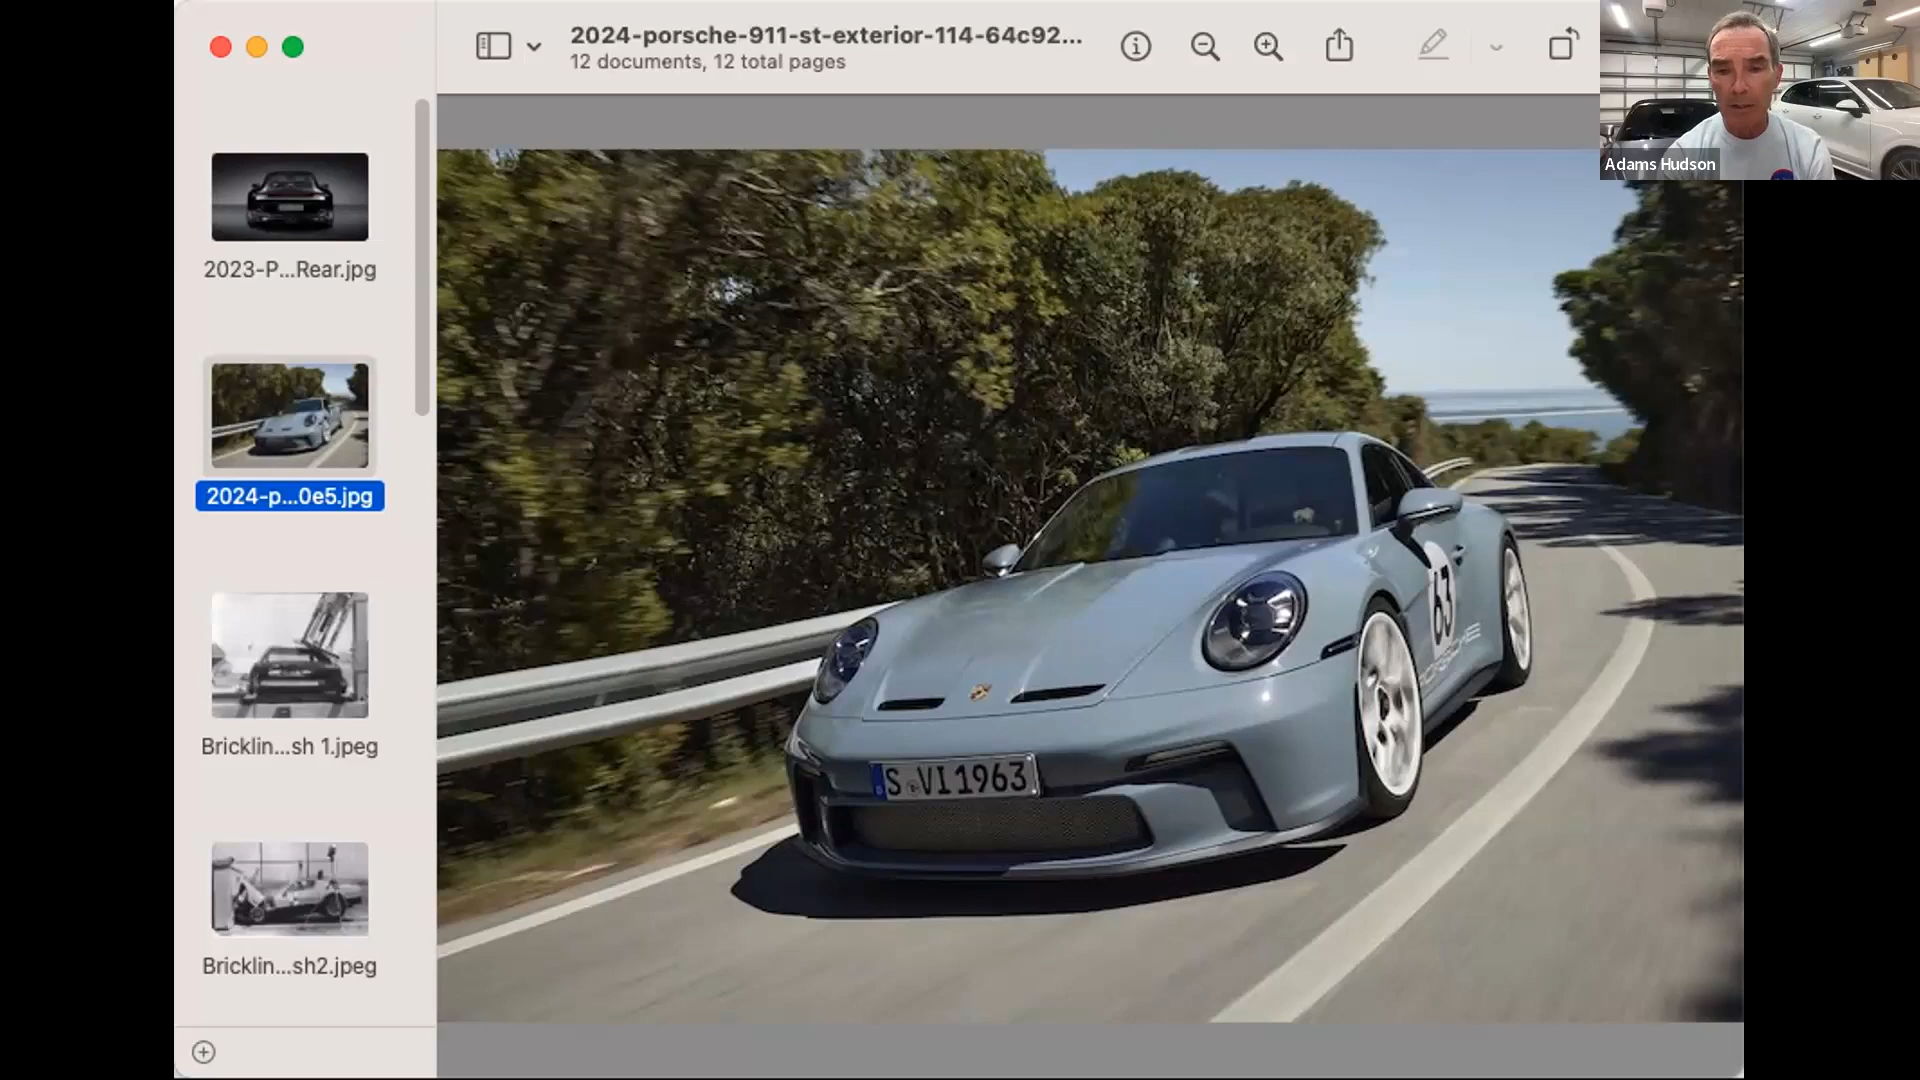 2024-porsche-911-st-exterior-114-64c92...
12 documents, 12 total pages
Adams Hudson
2023-P...Rear.jpg
2024-p...0e5.jpg
Bricklin...sh 1.jpeg
Bricklin...sh2.jpeg
63
PORSCHE
S VI 1963